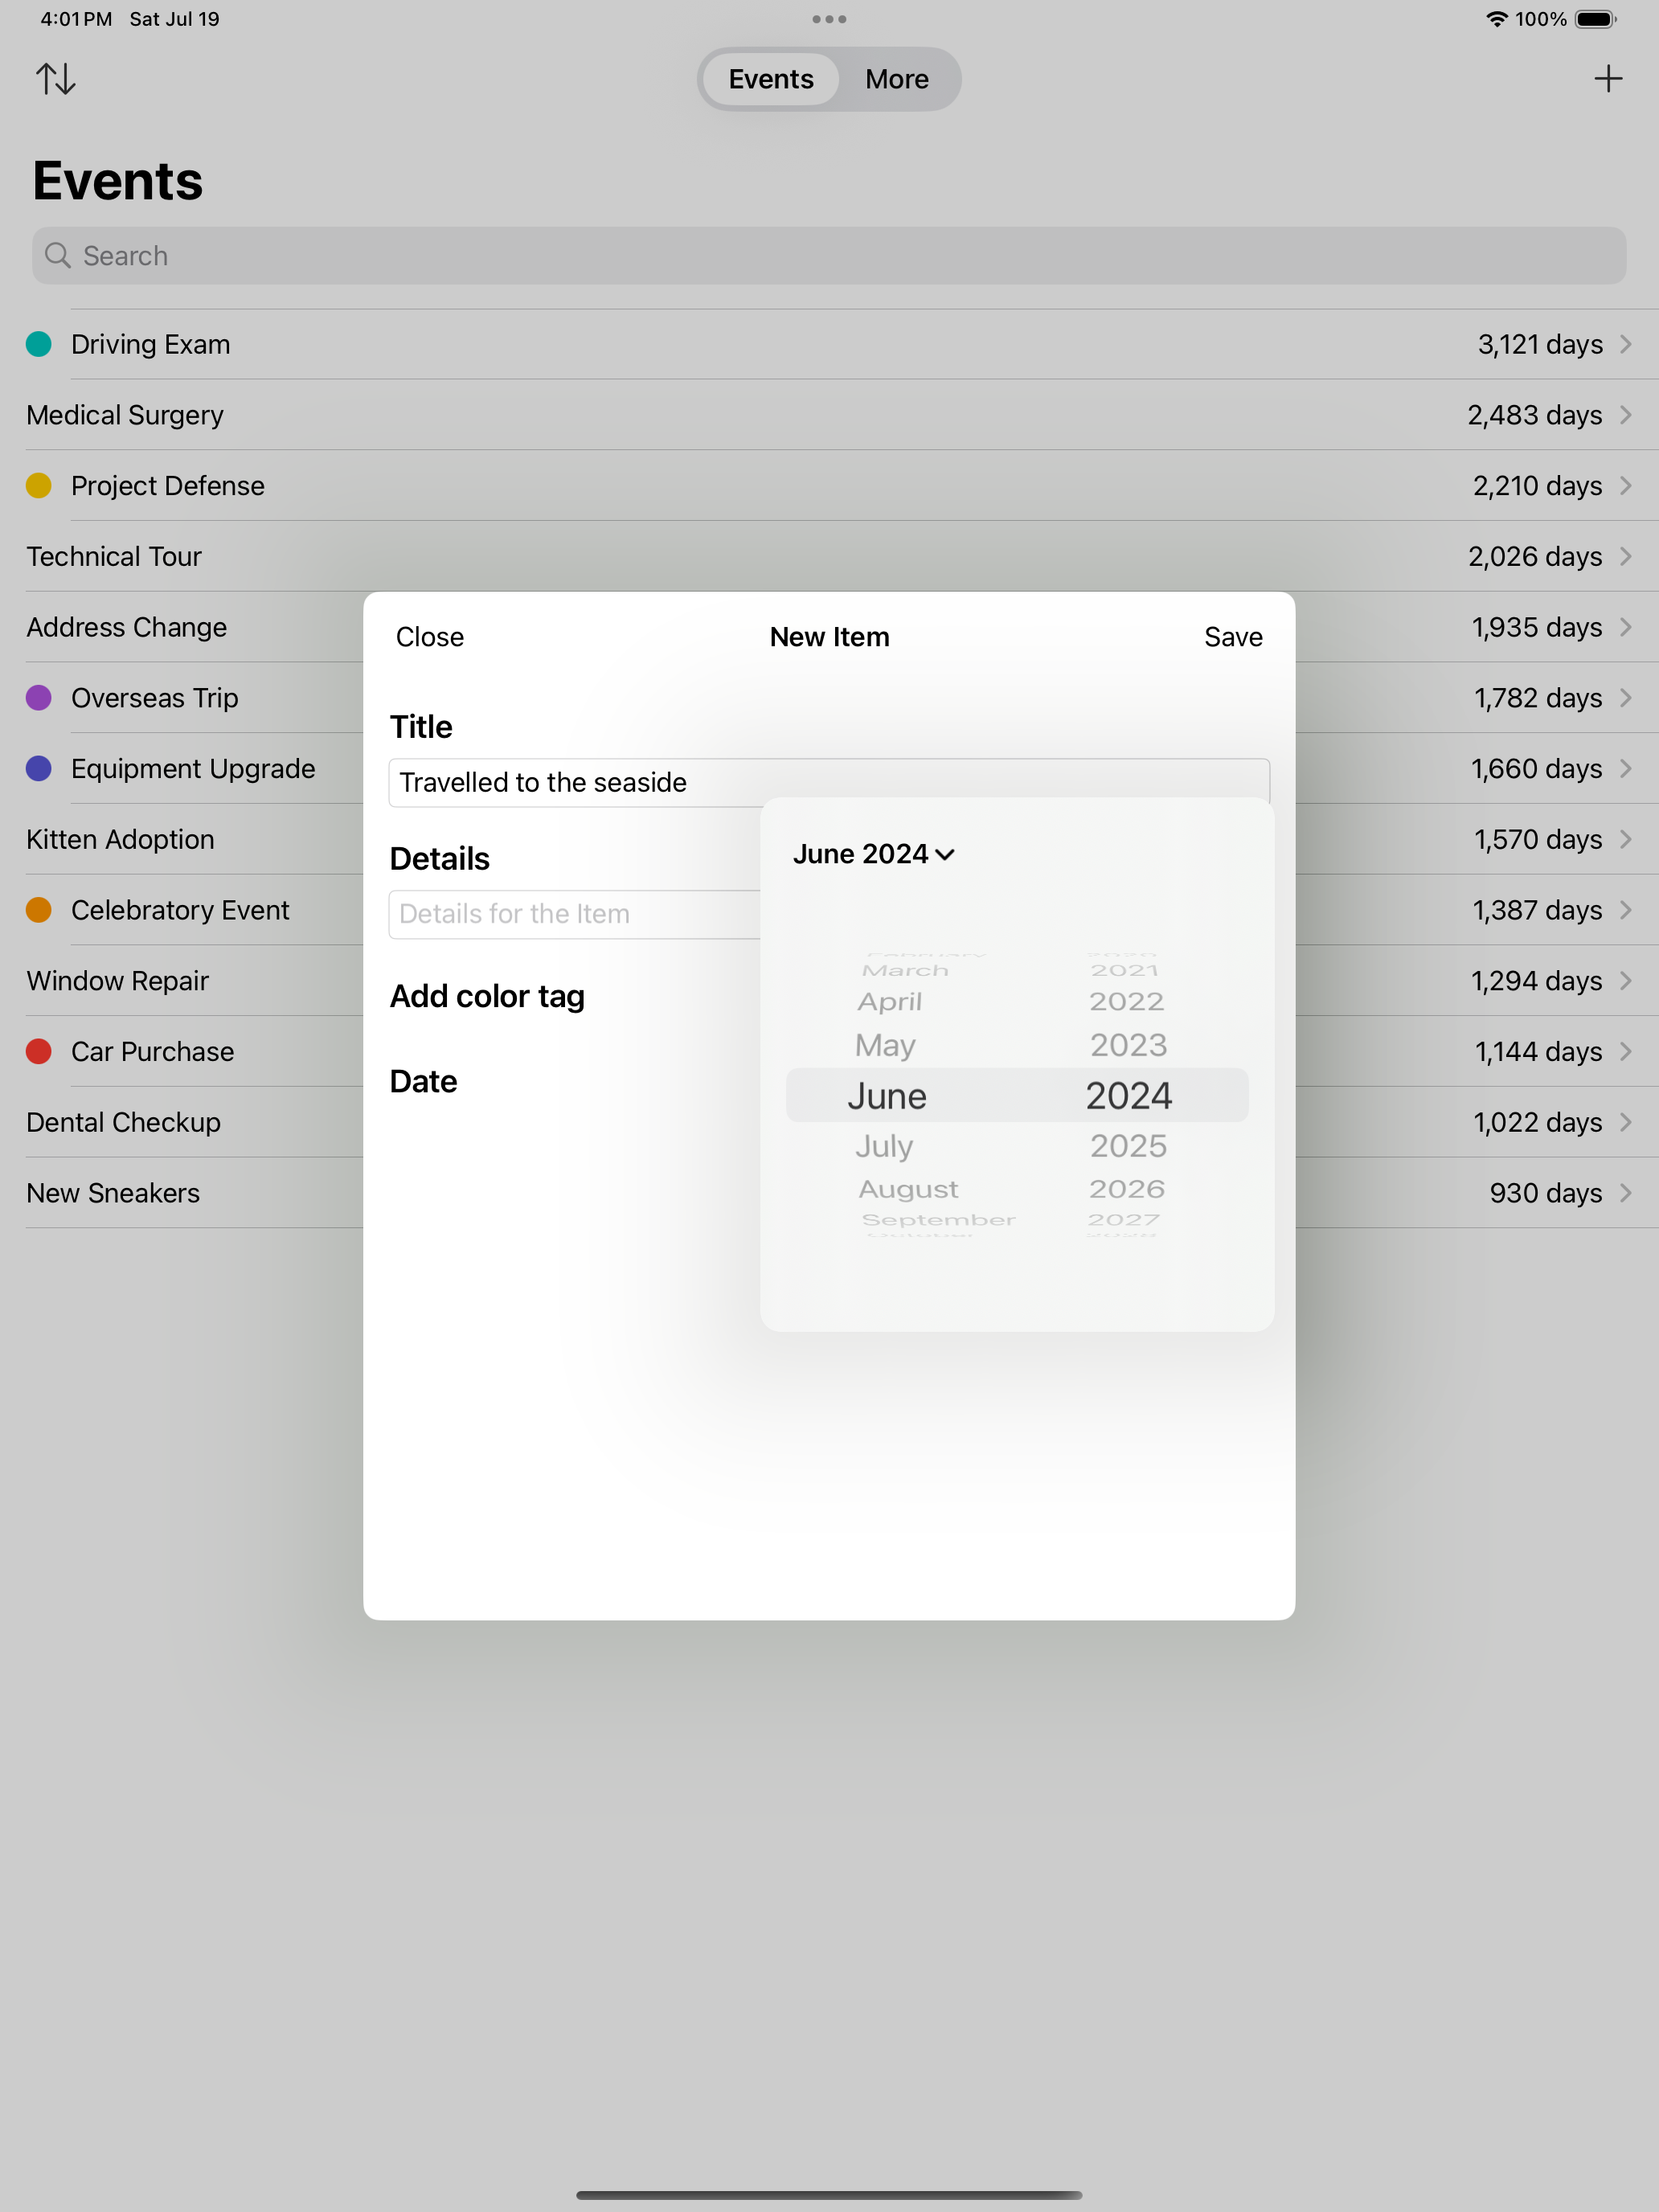 4:01 PM Sat Jul 19
100%
Events More
Events
Search
Driving Exam 3,121 days
Medical Surgery 2,483 days
Project Defense 2,210 days
Technical Tour 2,026 days
Address Change 1,935 days
Overseas Trip 1,782 days
Equipment Upgrade 1,660 days
Kitten Adoption 1,570 days
Celebratory Event 1,387 days
Window Repair 1,294 days
Car Purchase 1,144 days
Dental Checkup 1,022 days
New Sneakers 930 days
Close New Item Save
Title
Travelled to the seaside
Details
Details for the Item
Add color tag
Date
June 2024
February 2020
March 2021
April 2022
May 2023
June 2024
July 2025
August 2026
September 2027
October 2028